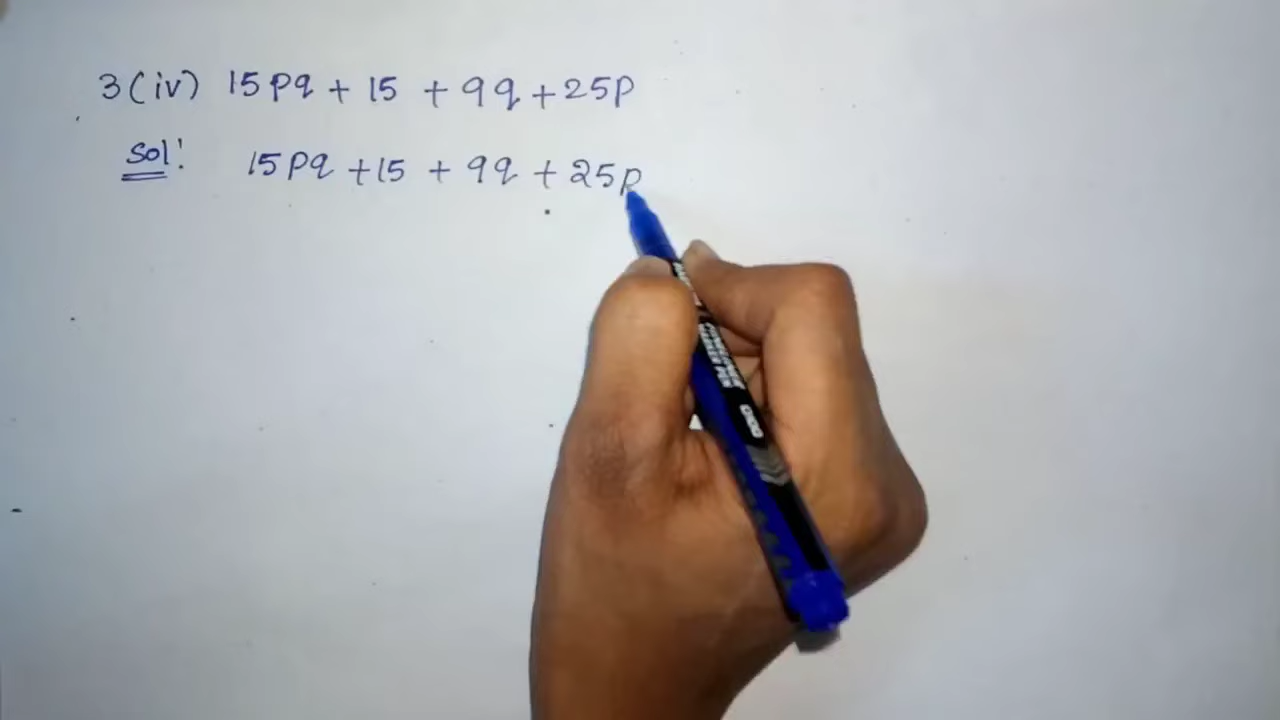 3(iv) 15pq + 15 + 9q + 25p
Sol! 15pq + 15 + 9q + 25p